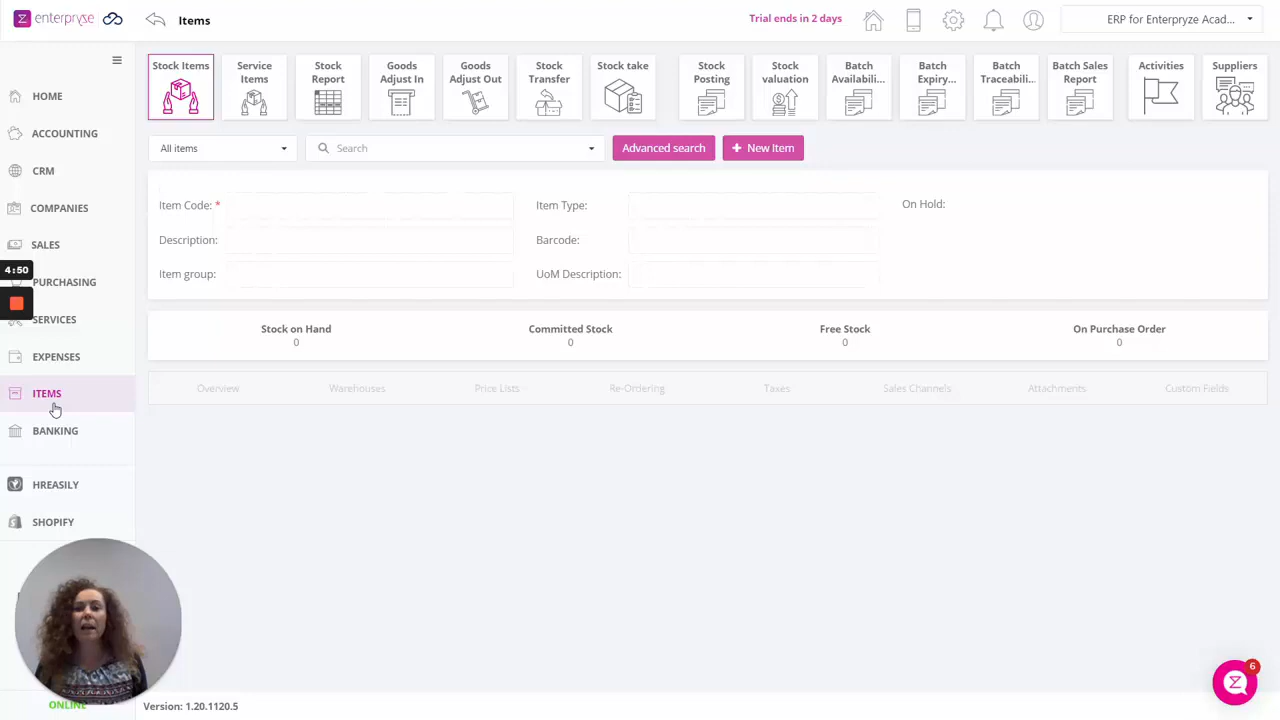 enterpryze
Items
Trial ends in 2 days
ERP for Enterpryze Acad...
Stock Items
Service Items
Stock Report
Goods Adjust In
Goods Adjust Out
Stock Transfer
Stock take
Stock Posting
Stock valuation
Batch Availabili...
Batch Expiry...
Batch Traceabili...
Batch Sales Report
Activities
Suppliers
HOME
ACCOUNTING
CRM
COMPANIES
SALES
4:50
PURCHASING
SERVICES
EXPENSES
ITEMS
BANKING
HREASILY
SHOPIFY
ONLINE
All items
Search
Advanced search
+ New Item
Item Code: *
Item Type:
On Hold:
Description:
Barcode:
Item group:
UoM Description:
Stock on Hand
0
Committed Stock
0
Free Stock
0
On Purchase Order
0
Overview
Warehouses
Price Lists
Re-Ordering
Taxes
Sales Channels
Attachments
Custom Fields
6
Version: 1.20.1120.5